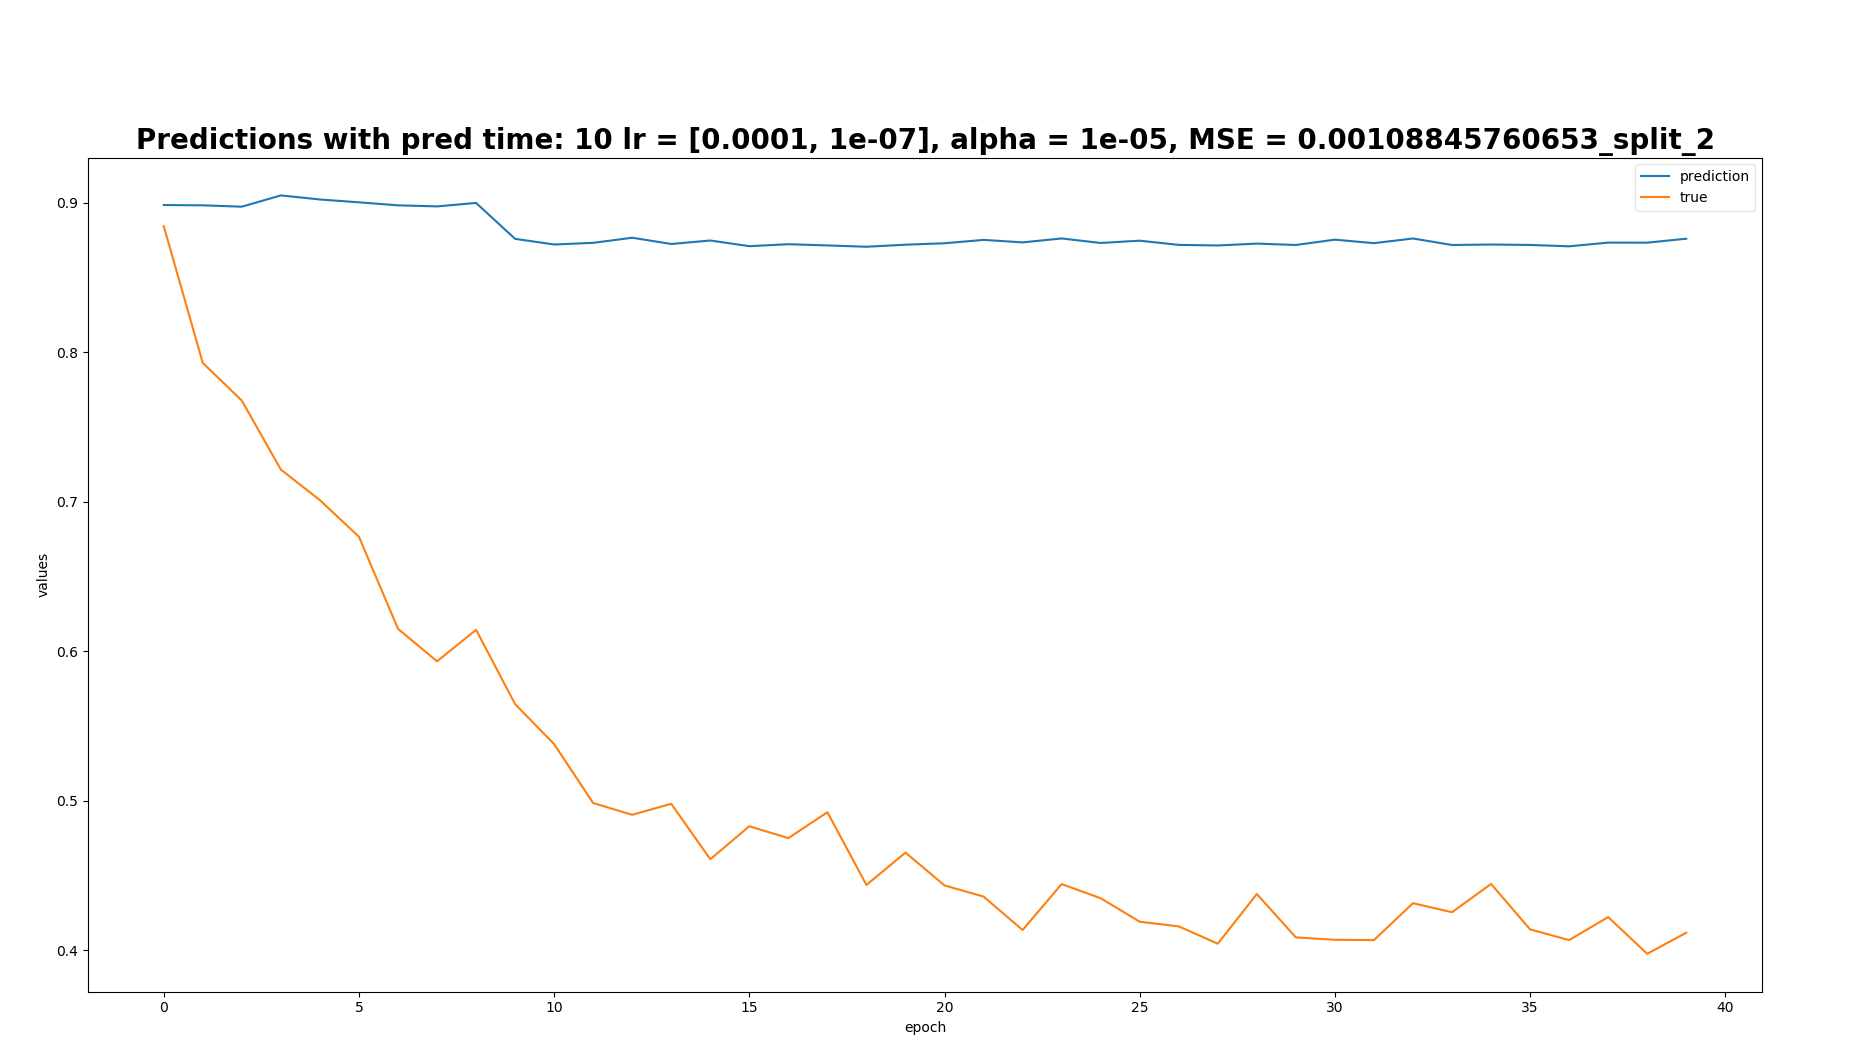 Predictions with pred time: 10 lr = [0.0001, 1e-07], alpha = 1e-05, MSE = 0.00108845760653_split_2
prediction
true
values
0.9
0.8
0.7
0.6
0.5
0.4
0 5 10 15 20 25 30 35 40
epoch